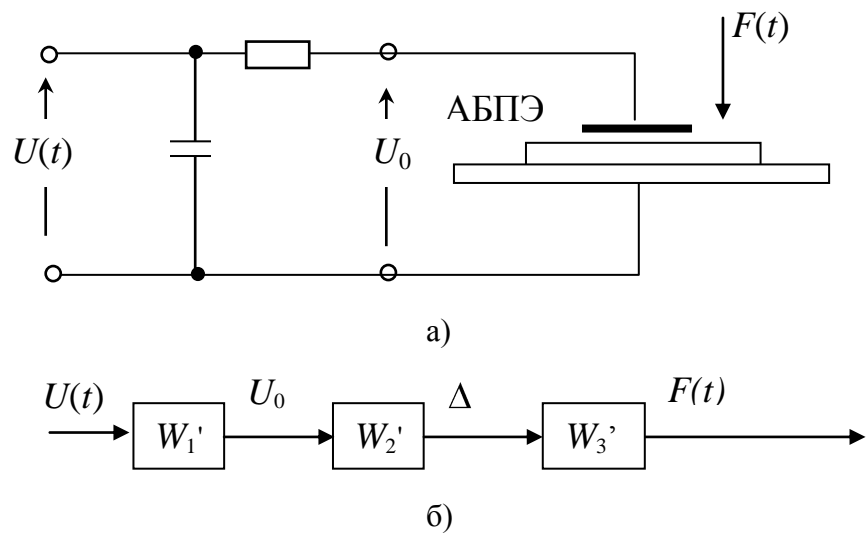 F(t)
АБПЭ
U(t)
U₀
а)
U(t) U₀ Δ F(t)
W₁' W₂' W₃’
б)